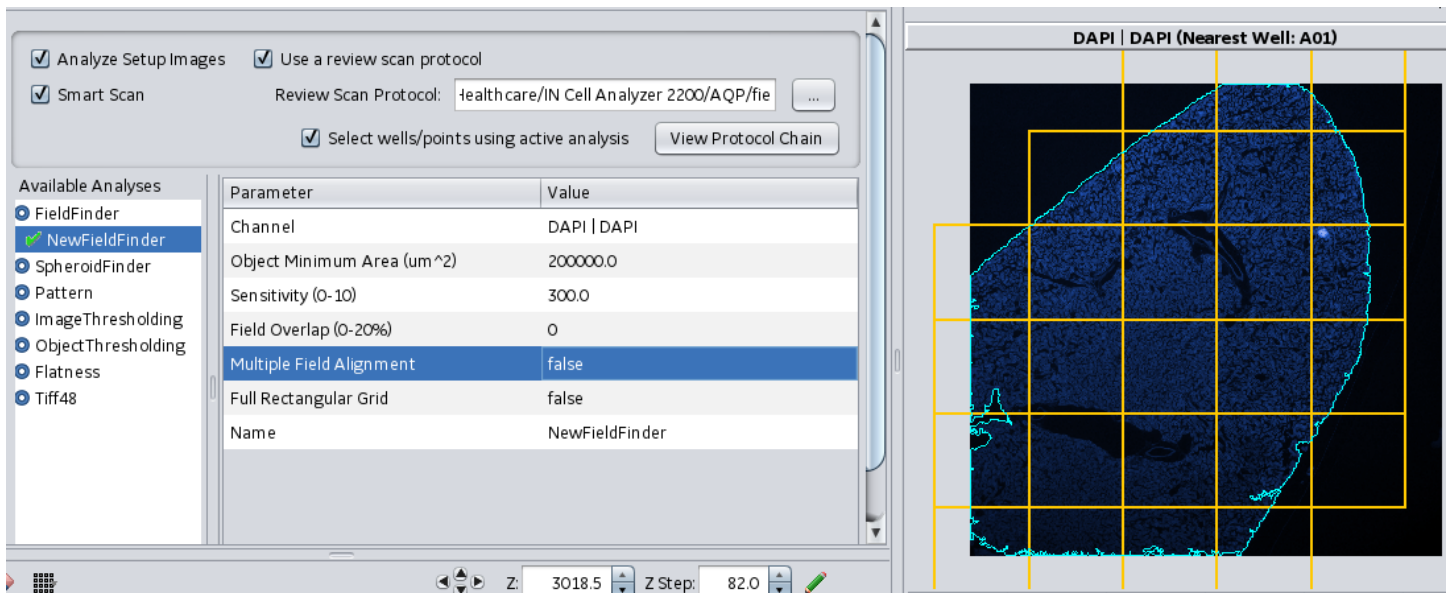 Analyze Setup Images
Use a review scan protocol
Smart Scan
Review Scan Protocol: Healthcare/IN Cell Analyzer 2200/AQP/fie
...
Select wells/points using active analysis
View Protocol Chain
Available Analyses
FieldFinder
NewFieldFinder
SpheroidFinder
Pattern
ImageThresholding
ObjectThresholding
Flatness
Tiff48
Parameter Value
Channel DAPI | DAPI
Object Minimum Area (um^2) 200000.0
Sensitivity (0-10) 300.0
Field Overlap (0-20%) 0
Multiple Field Alignment false
Full Rectangular Grid false
Name NewFieldFinder
Z: 3018.5 Z Step: 82.0
DAPI | DAPI (Nearest Well: A01)